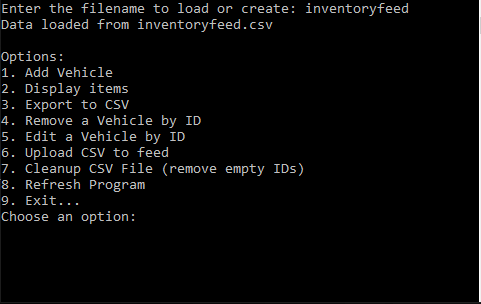 Enter the filename to load or create: inventoryfeed
Data loaded from inventoryfeed.csv
Options:
1. Add Vehicle
2. Display items
3. Export to CSV
4. Remove a Vehicle by ID
5. Edit a Vehicle by ID
6. Upload CSV to feed
7. Cleanup CSV File (remove empty IDs)
8. Refresh Program
9. Exit...
Choose an option: